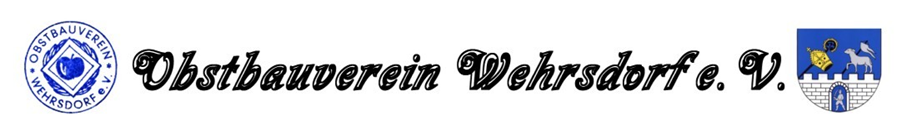 OBSTBAUVEREIN
WEHRSDORF e.V.
Obstbauverein Wehrsdorf e. V.